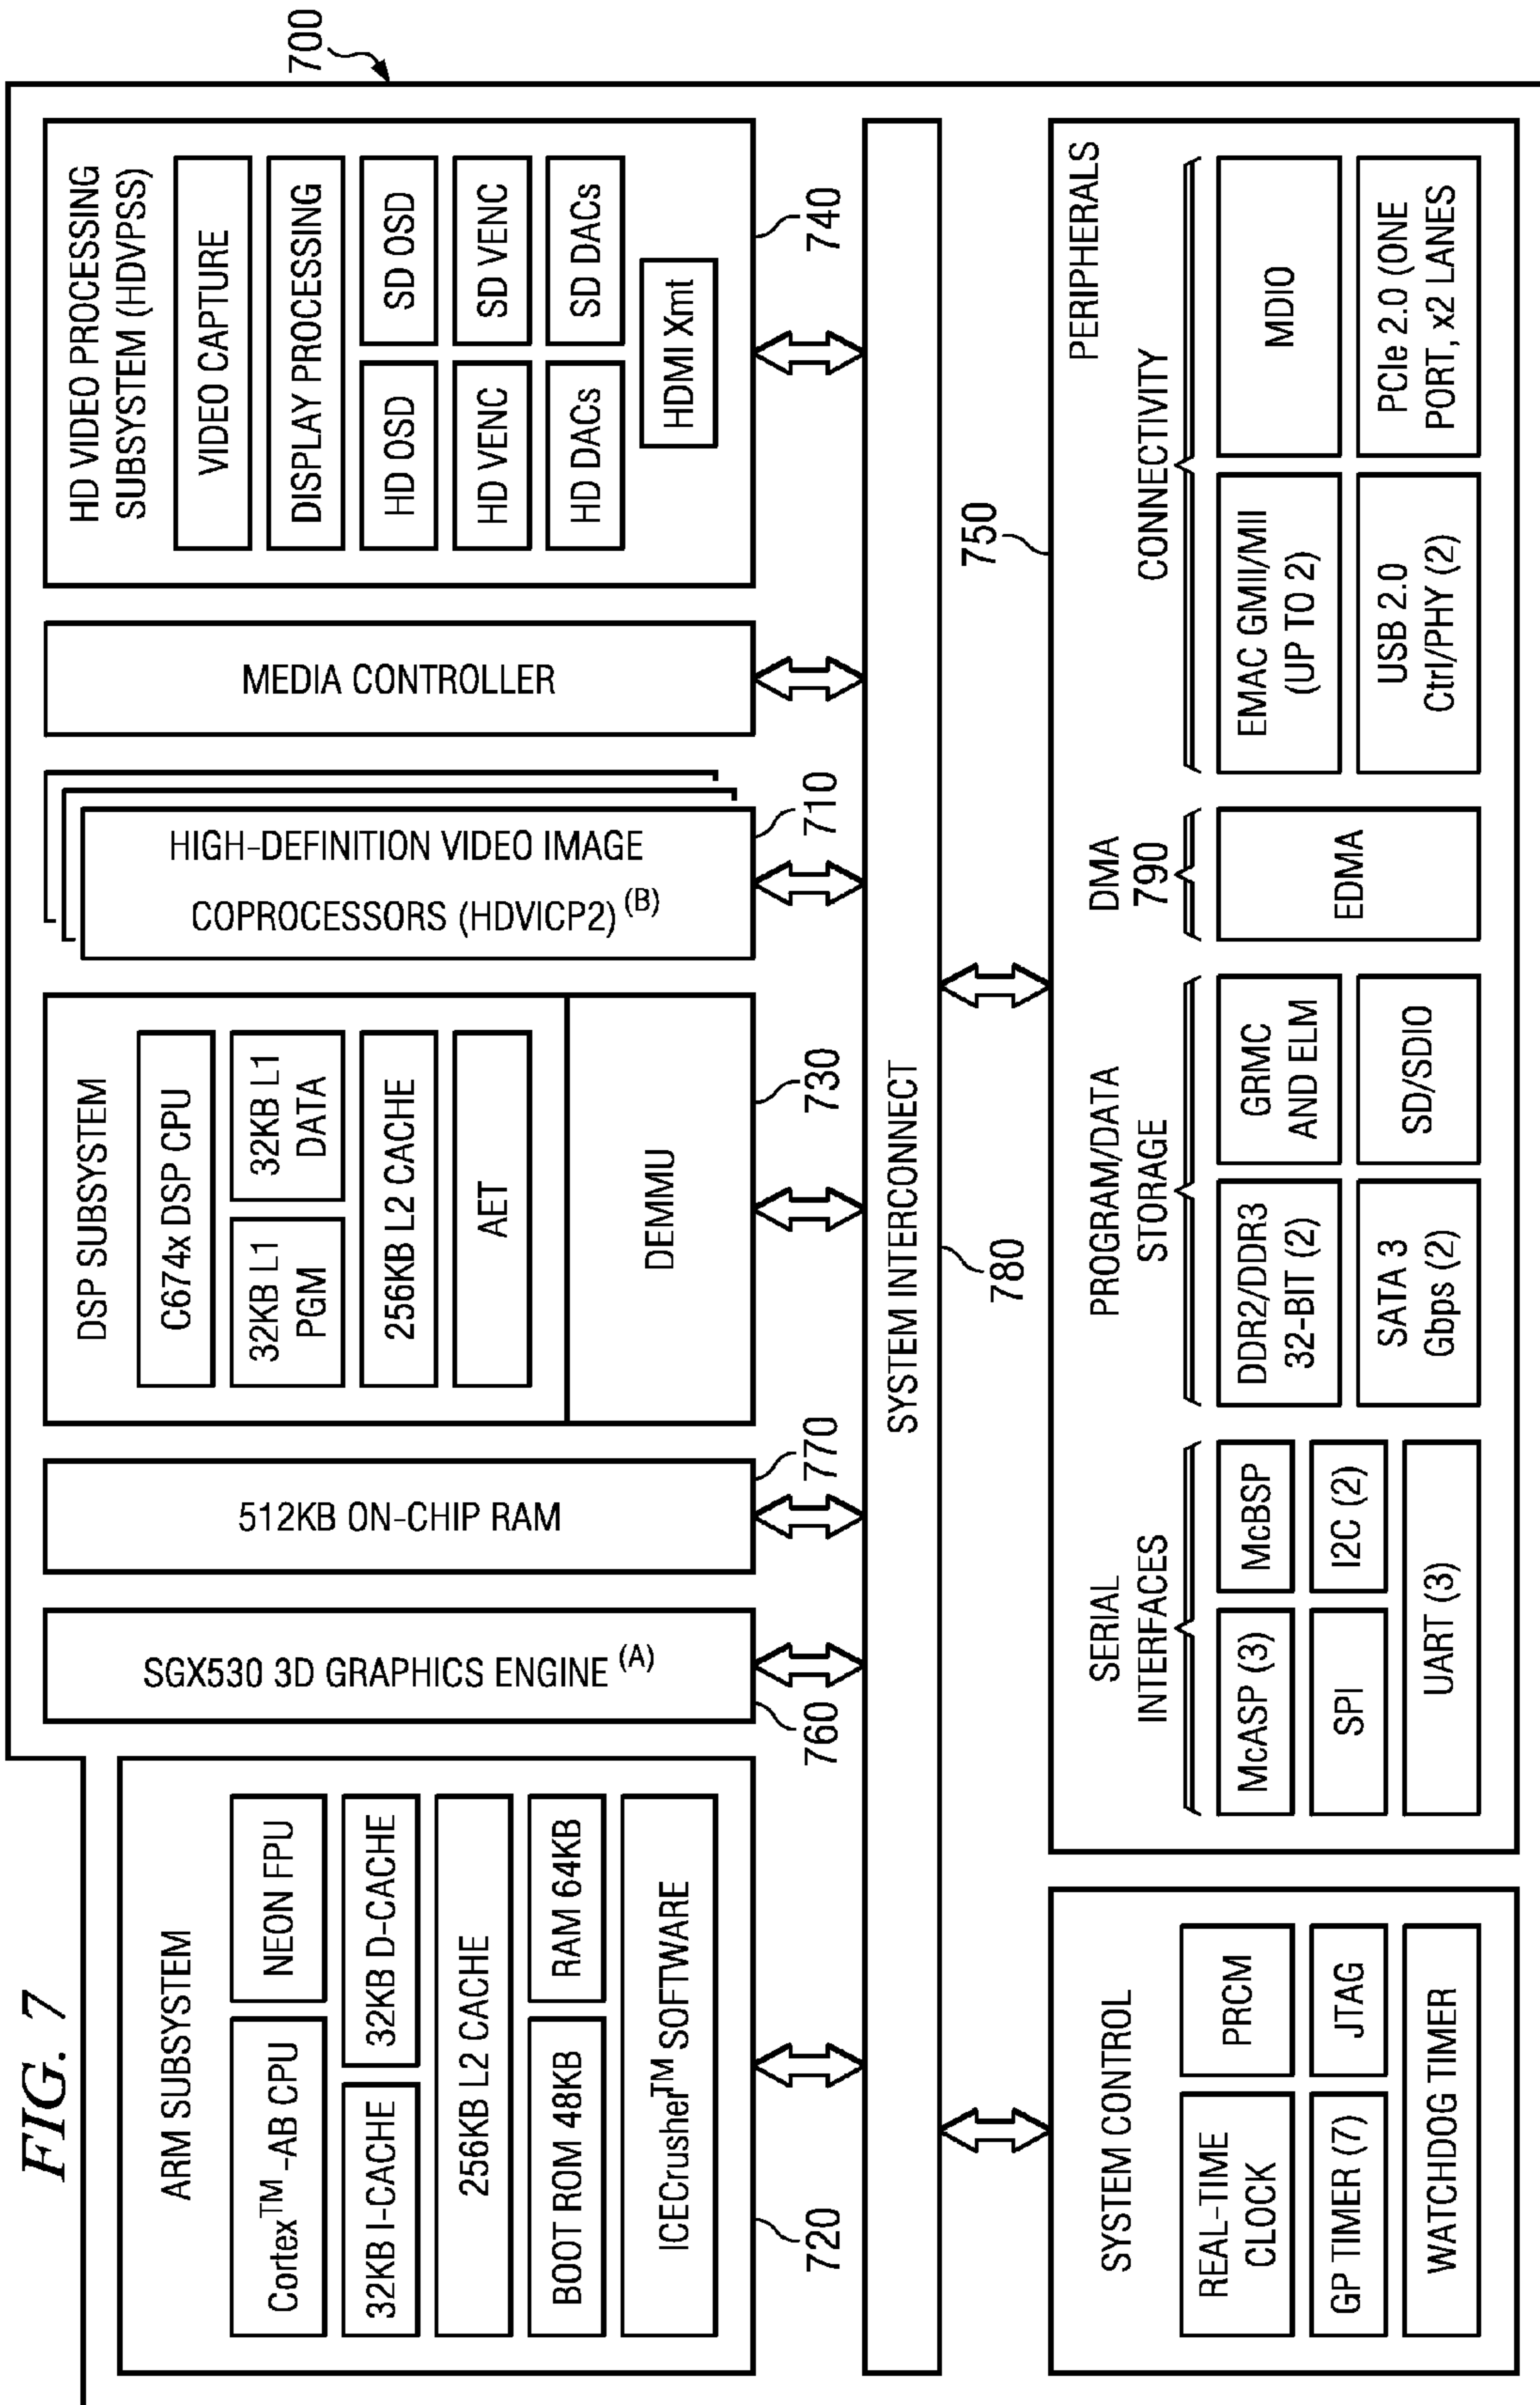 FIG. 7
700
ARM SUBSYSTEM
Cortex™-AB CPU
NEON FPU
32KB I-CACHE
32KB D-CACHE
256KB L2 CACHE
BOOT ROM 48KB
RAM 64KB
ICECrusher™ SOFTWARE
720
SGX530 3D GRAPHICS ENGINE (A)
760
512KB ON-CHIP RAM
770
DSP SUBSYSTEM
C674x DSP CPU
32KB L1
PGM
32KB L1
DATA
256KB L2 CACHE
AET
DEMMU
730
HIGH-DEFINITION VIDEO IMAGE
COPROCESSORS (HDVICP2) (B)
710
MEDIA CONTROLLER
HD VIDEO PROCESSING
SUBSYSTEM (HDVPSS)
VIDEO CAPTURE
DISPLAY PROCESSING
HD OSD
SD OSD
HD VENC
SD VENC
HD DACs
SD DACs
HDMI Xmt
740
SYSTEM INTERCONNECT
780
750
SYSTEM CONTROL
REAL-TIME
CLOCK
PRCM
GP TIMER (7)
JTAG
WATCHDOG TIMER
PERIPHERALS
SERIAL
INTERFACES
McASP (3)
McBSP
SPI
I2C (2)
UART (3)
PROGRAM/DATA
STORAGE
DDR2/DDR3
32-BIT (2)
GRMC
AND ELM
SATA 3
Gbps (2)
SD/SDIO
DMA
790
EDMA
CONNECTIVITY
EMAC GMII/MII
(UP TO 2)
MDIO
USB 2.0
Ctrl/PHY (2)
PCIe 2.0 (ONE
PORT, x2 LANES